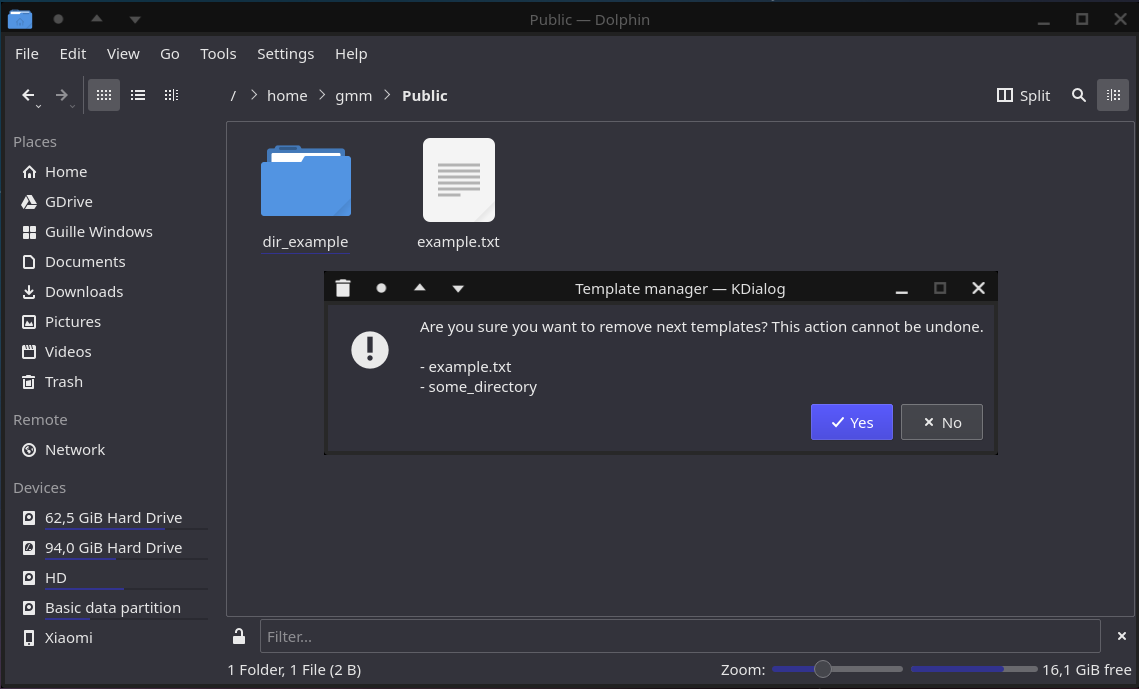 Public — Dolphin
File Edit View Go Tools Settings Help
/ > home > gmm > Public
Split
Places
Home
GDrive
Guille Windows
Documents
Downloads
Pictures
Videos
Trash
Remote
Network
Devices
62,5 GiB Hard Drive
94,0 GiB Hard Drive
HD
Basic data partition
Xiaomi
dir_example
example.txt
Template manager — KDialog
Are you sure you want to remove next templates? This action cannot be undone.
- example.txt
- some_directory
Yes
No
Filter...
1 Folder, 1 File (2 B)
Zoom:
16,1 GiB free